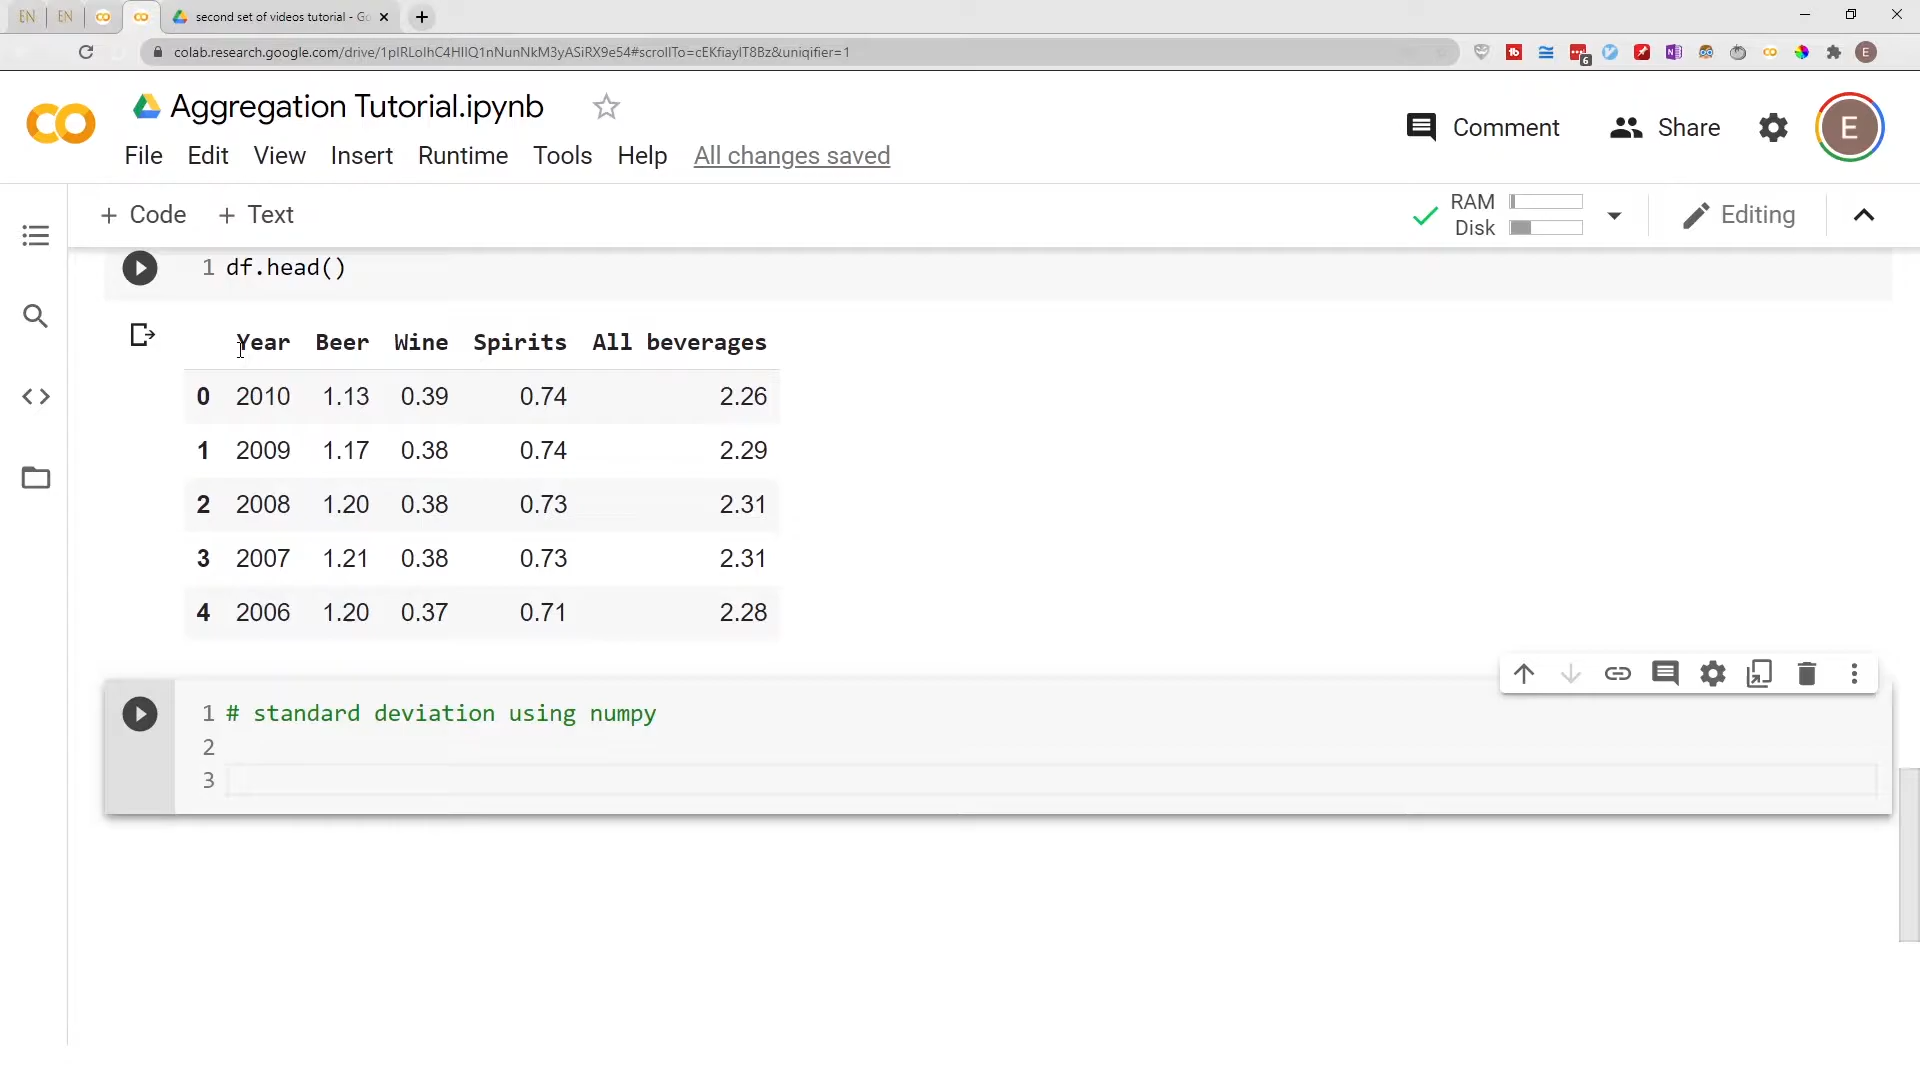 EN EN second set of videos tutorial - Go
colab.research.google.com/drive/1pIRLoIhC4HIlQ1nNunNkM3yASiRX9e54#scrollTo=cEKfiayIT8Bz&uniqifier=1
6 E
Aggregation Tutorial.ipynb
Comment Share E
File Edit View Insert Runtime Tools Help All changes saved
+ Code + Text
RAM
Disk
Editing
1 df.head()
Year Beer Wine Spirits All beverages
0 2010 1.13 0.39 0.74 2.26
1 2009 1.17 0.38 0.74 2.29
2 2008 1.20 0.38 0.73 2.31
3 2007 1.21 0.38 0.73 2.31
4 2006 1.20 0.37 0.71 2.28
1 # standard deviation using numpy
2
3